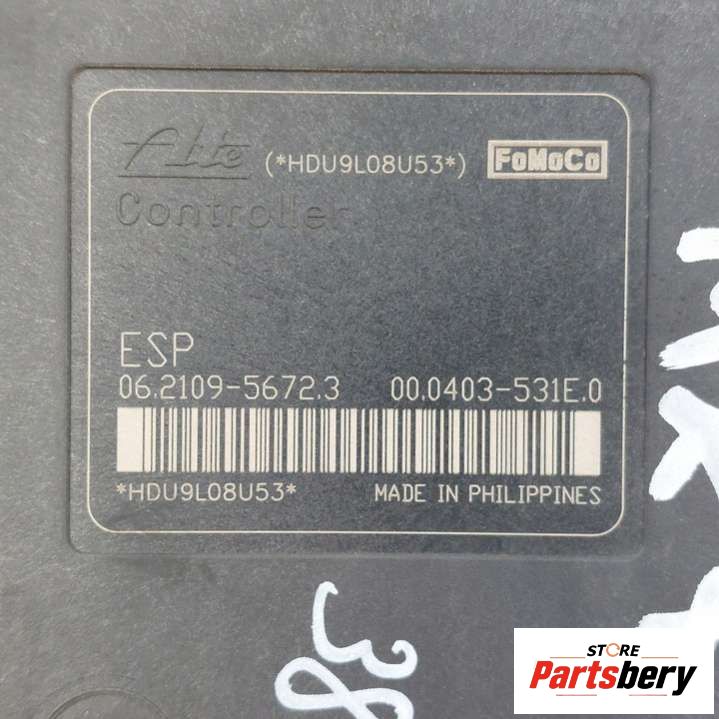 Ate (*HDU9L08U53*) FoMoCo
Controller
ESP
06.2109-5672.3 00.0403-531E.0
*HDU9L08U53* MADE IN PHILIPPINES
38
STORE
Partsbery